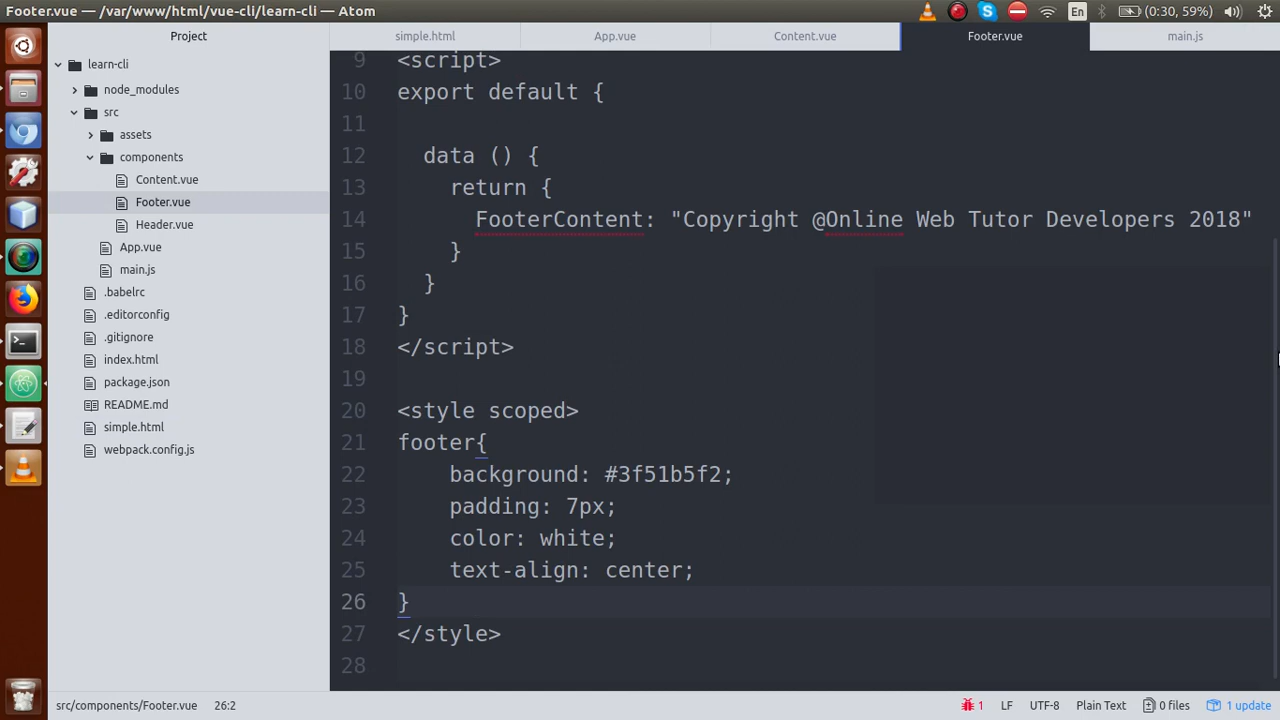 Footer.vue — /var/www/html/vue-cli/learn-cli — Atom
En
(0:30, 59%)
Project
simple.html
App.vue
Content.vue
Footer.vue
main.js
learn-cli
node_modules
src
assets
components
Content.vue
Footer.vue
Header.vue
App.vue
main.js
.babelrc
.editorconfig
.gitignore
index.html
package.json
README.md
simple.html
webpack.config.js
9 <script>
10 export default {
11
12 data () {
13 return {
14 FooterContent: "Copyright @Online Web Tutor Developers 2018"
15 }
16 }
17 }
18 </script>
19
20 <style scoped>
21 footer{
22 background: #3f51b5f2;
23 padding: 7px;
24 color: white;
25 text-align: center;
26 }
27 </style>
28
src/components/Footer.vue 26:2
1 LF UTF-8 Plain Text 0 files 1 update